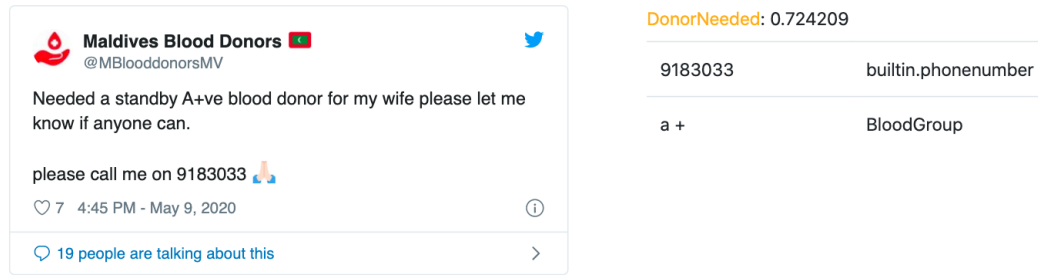 Maldives Blood Donors 🇲🇻
@MBlooddonorsMV
Needed a standby A+ve blood donor for my wife please let me
know if anyone can.
please call me on 9183033 🙏🏻
7 4:45 PM - May 9, 2020
19 people are talking about this
DonorNeeded: 0.724209
9183033 builtin.phonenumber
a + BloodGroup